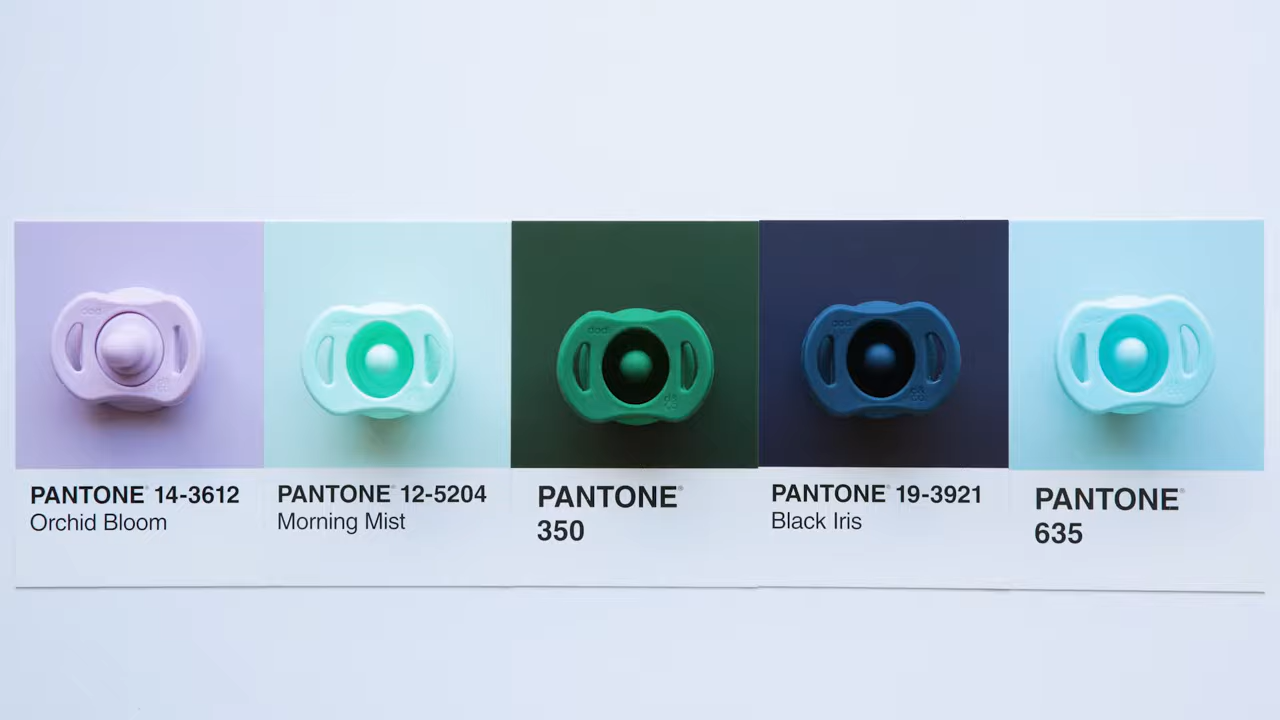 PANTONE® 14-3612
Orchid Bloom
PANTONE® 12-5204
Morning Mist
PANTONE®
350
PANTONE® 19-3921
Black Iris
PANTONE®
635